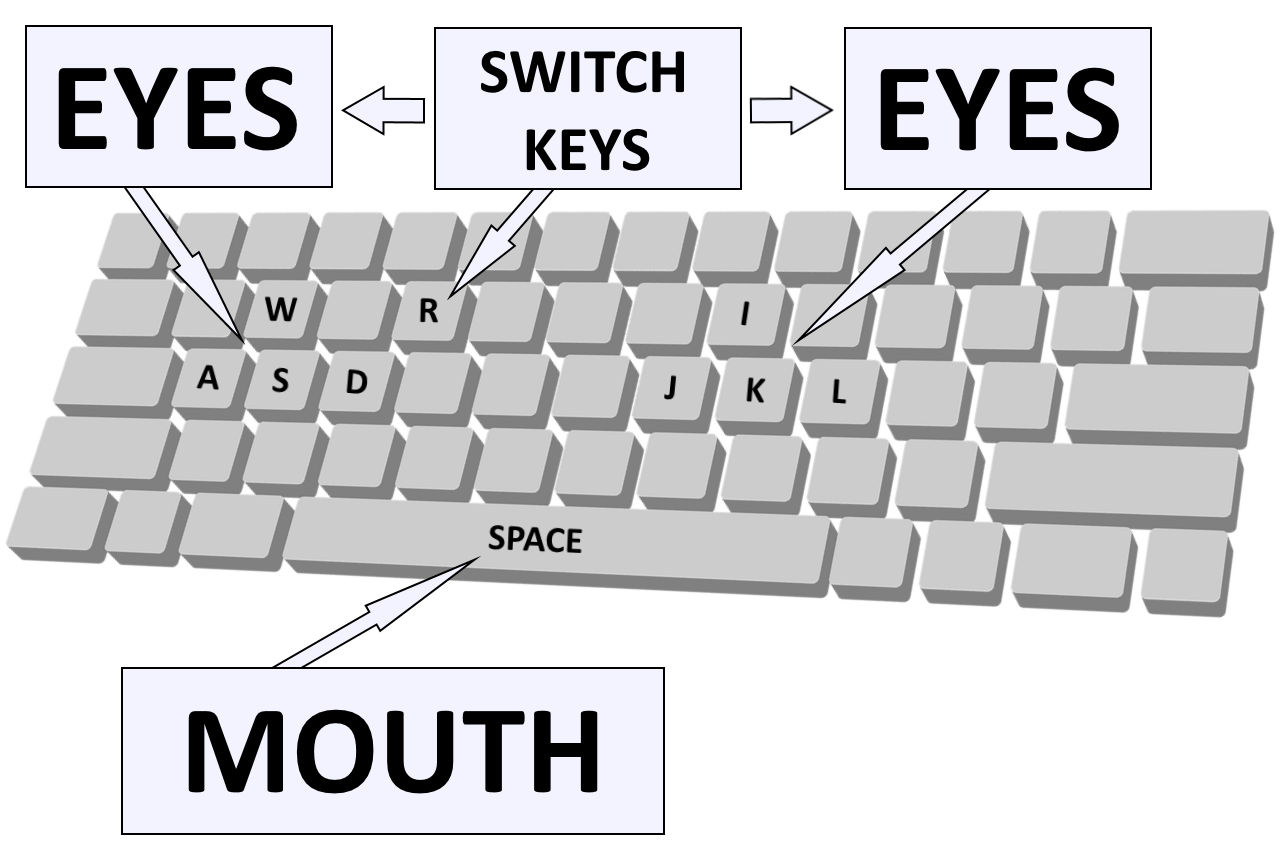 EYES
SWITCH
KEYS
EYES
W R I
A S D J K L
SPACE
MOUTH